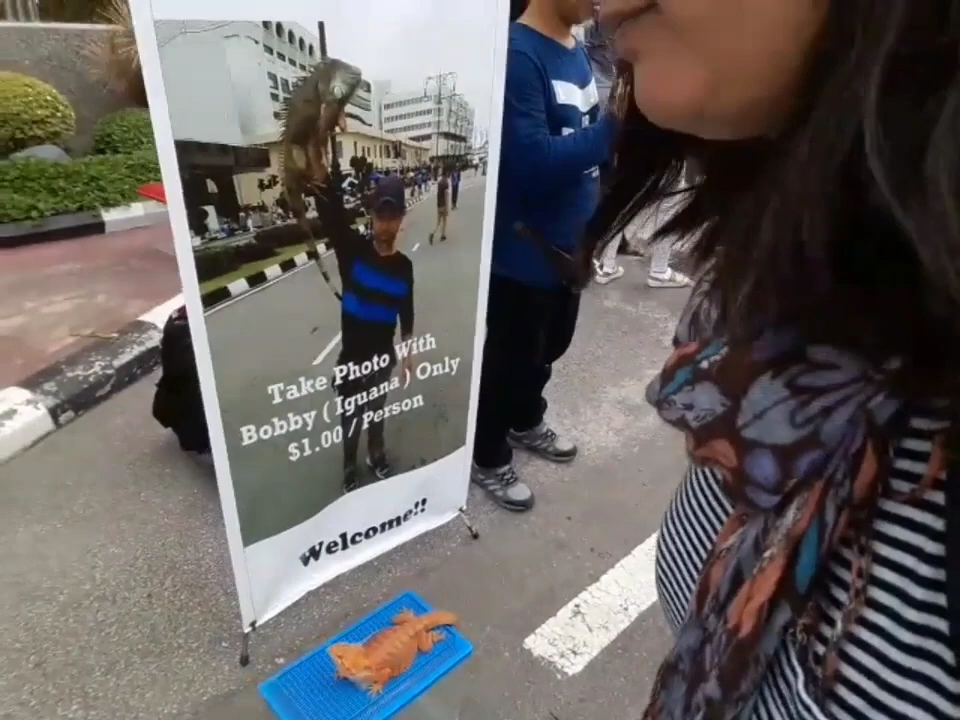 Take Photo With
Bobby ( Iguana ) Only
$1.00 / Person
Welcome!!